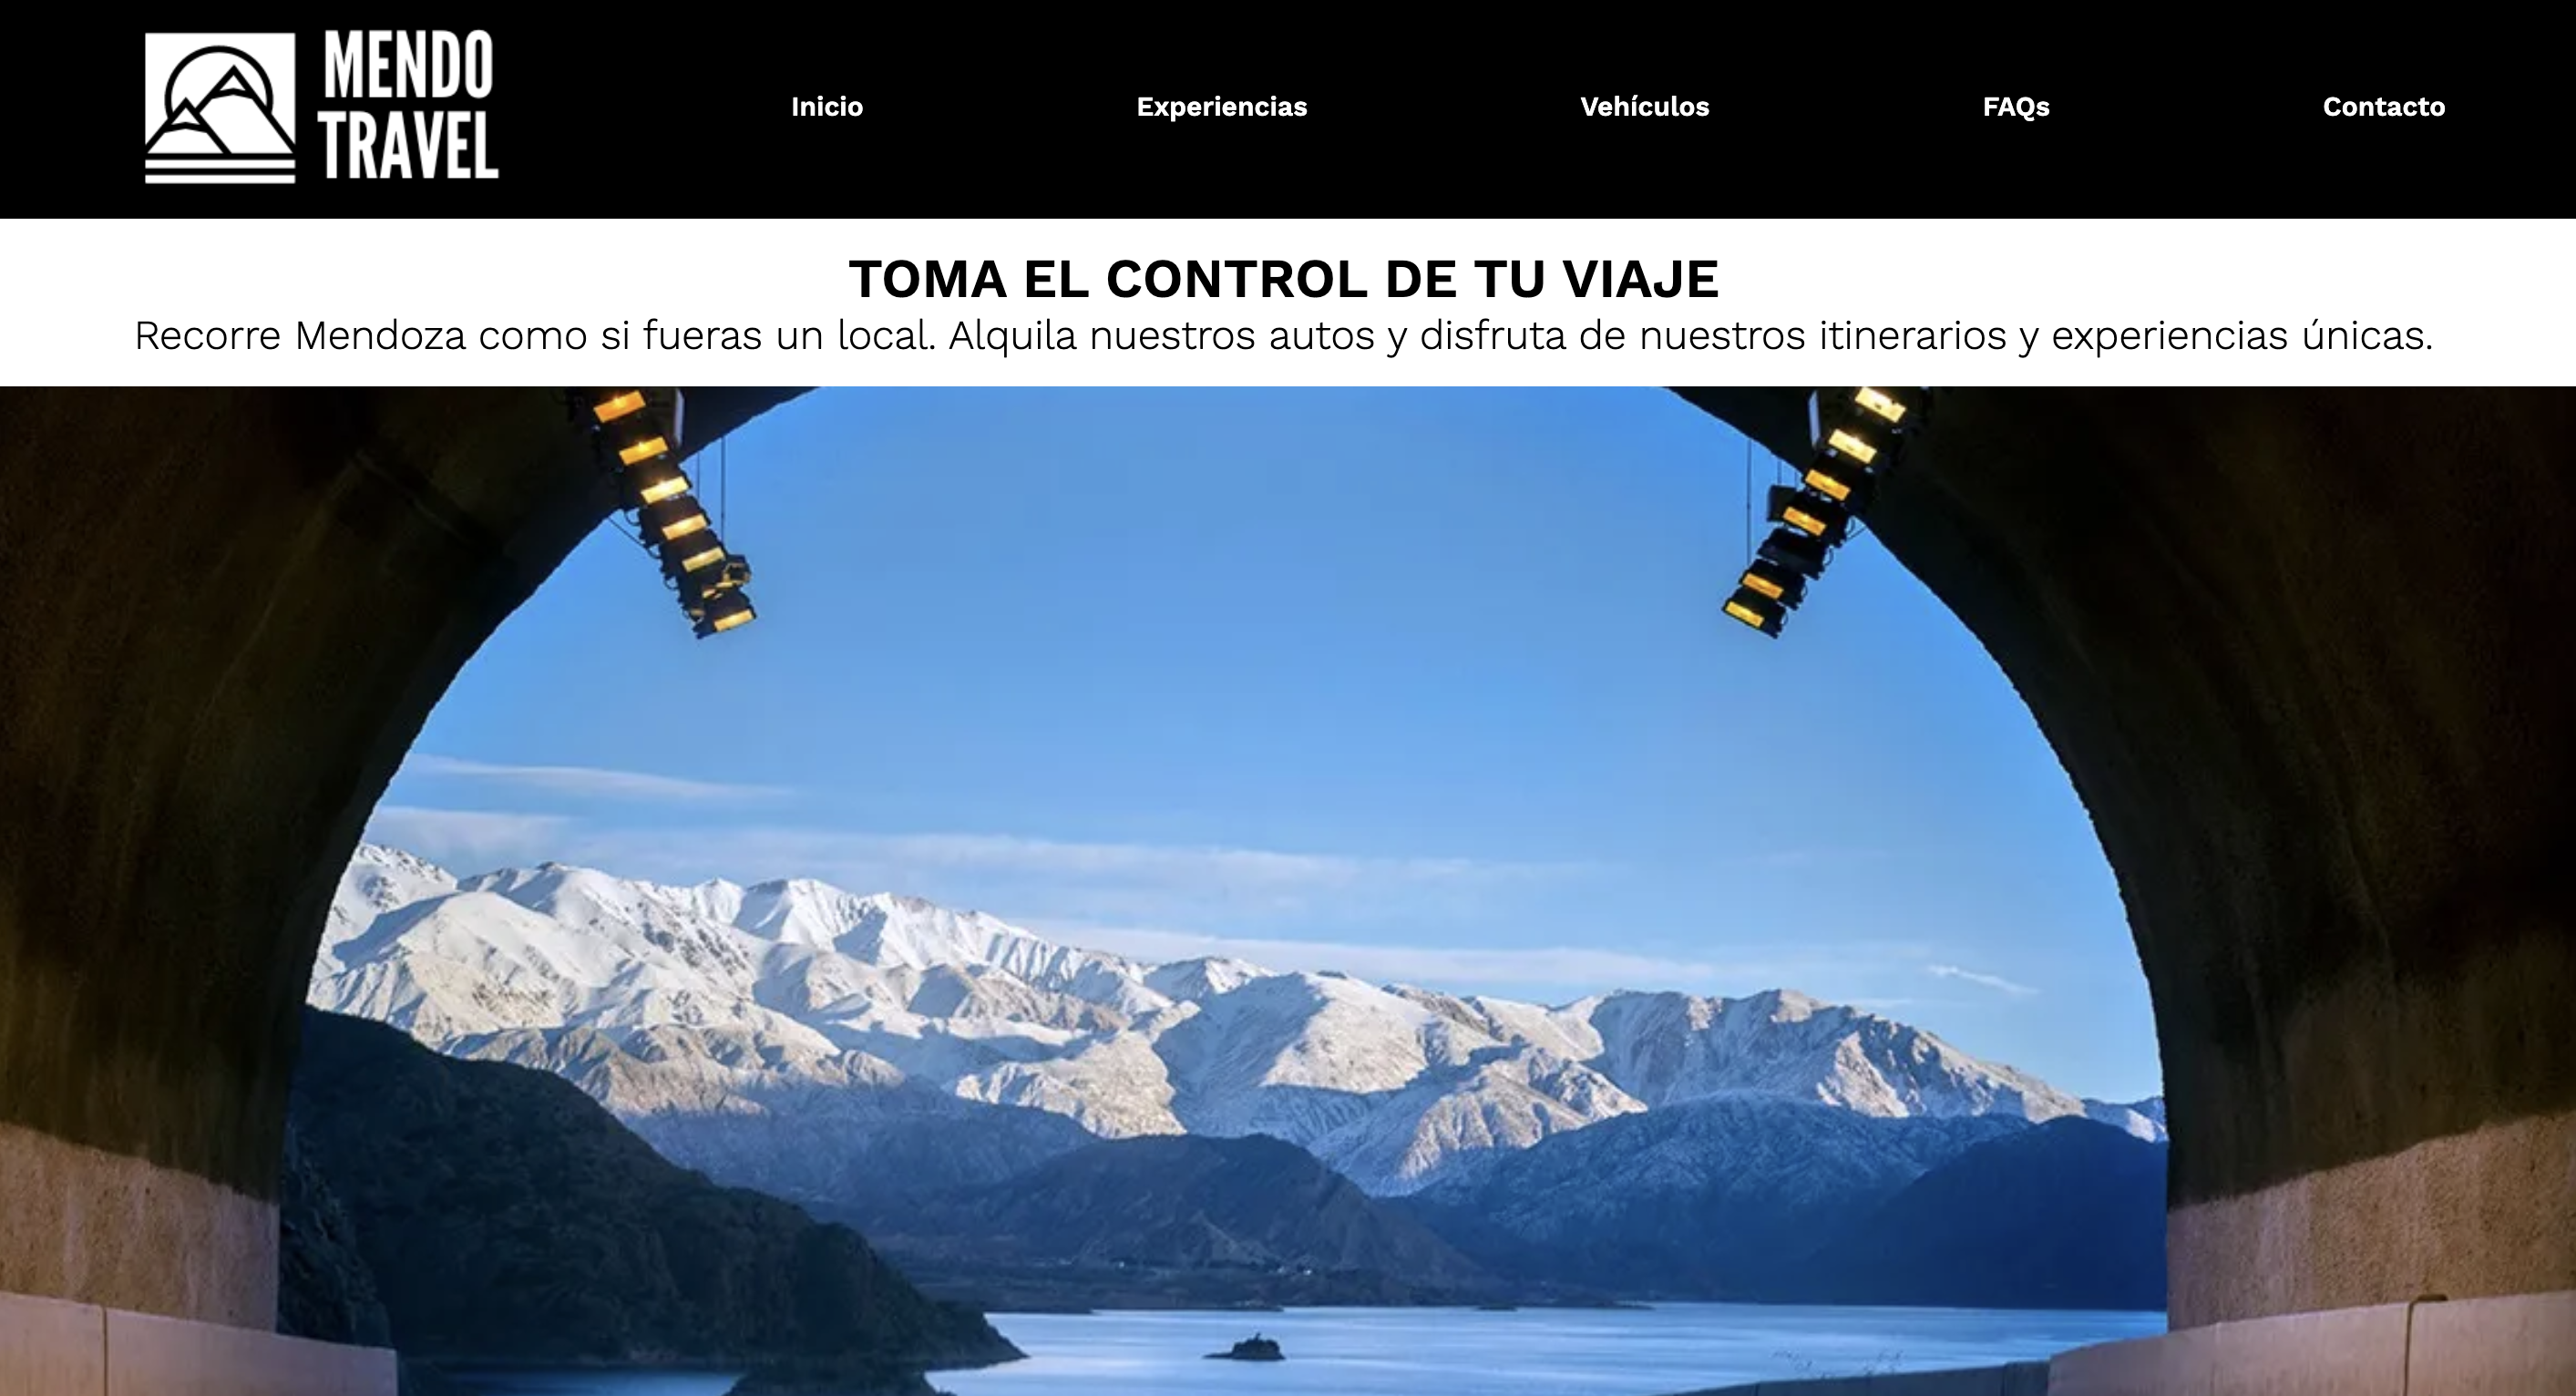 MENDO
TRAVEL
Inicio Experiencias Vehículos FAQs Contacto
TOMA EL CONTROL DE TU VIAJE
Recorre Mendoza como si fueras un local. Alquila nuestros autos y disfruta de nuestros itinerarios y experiencias únicas.